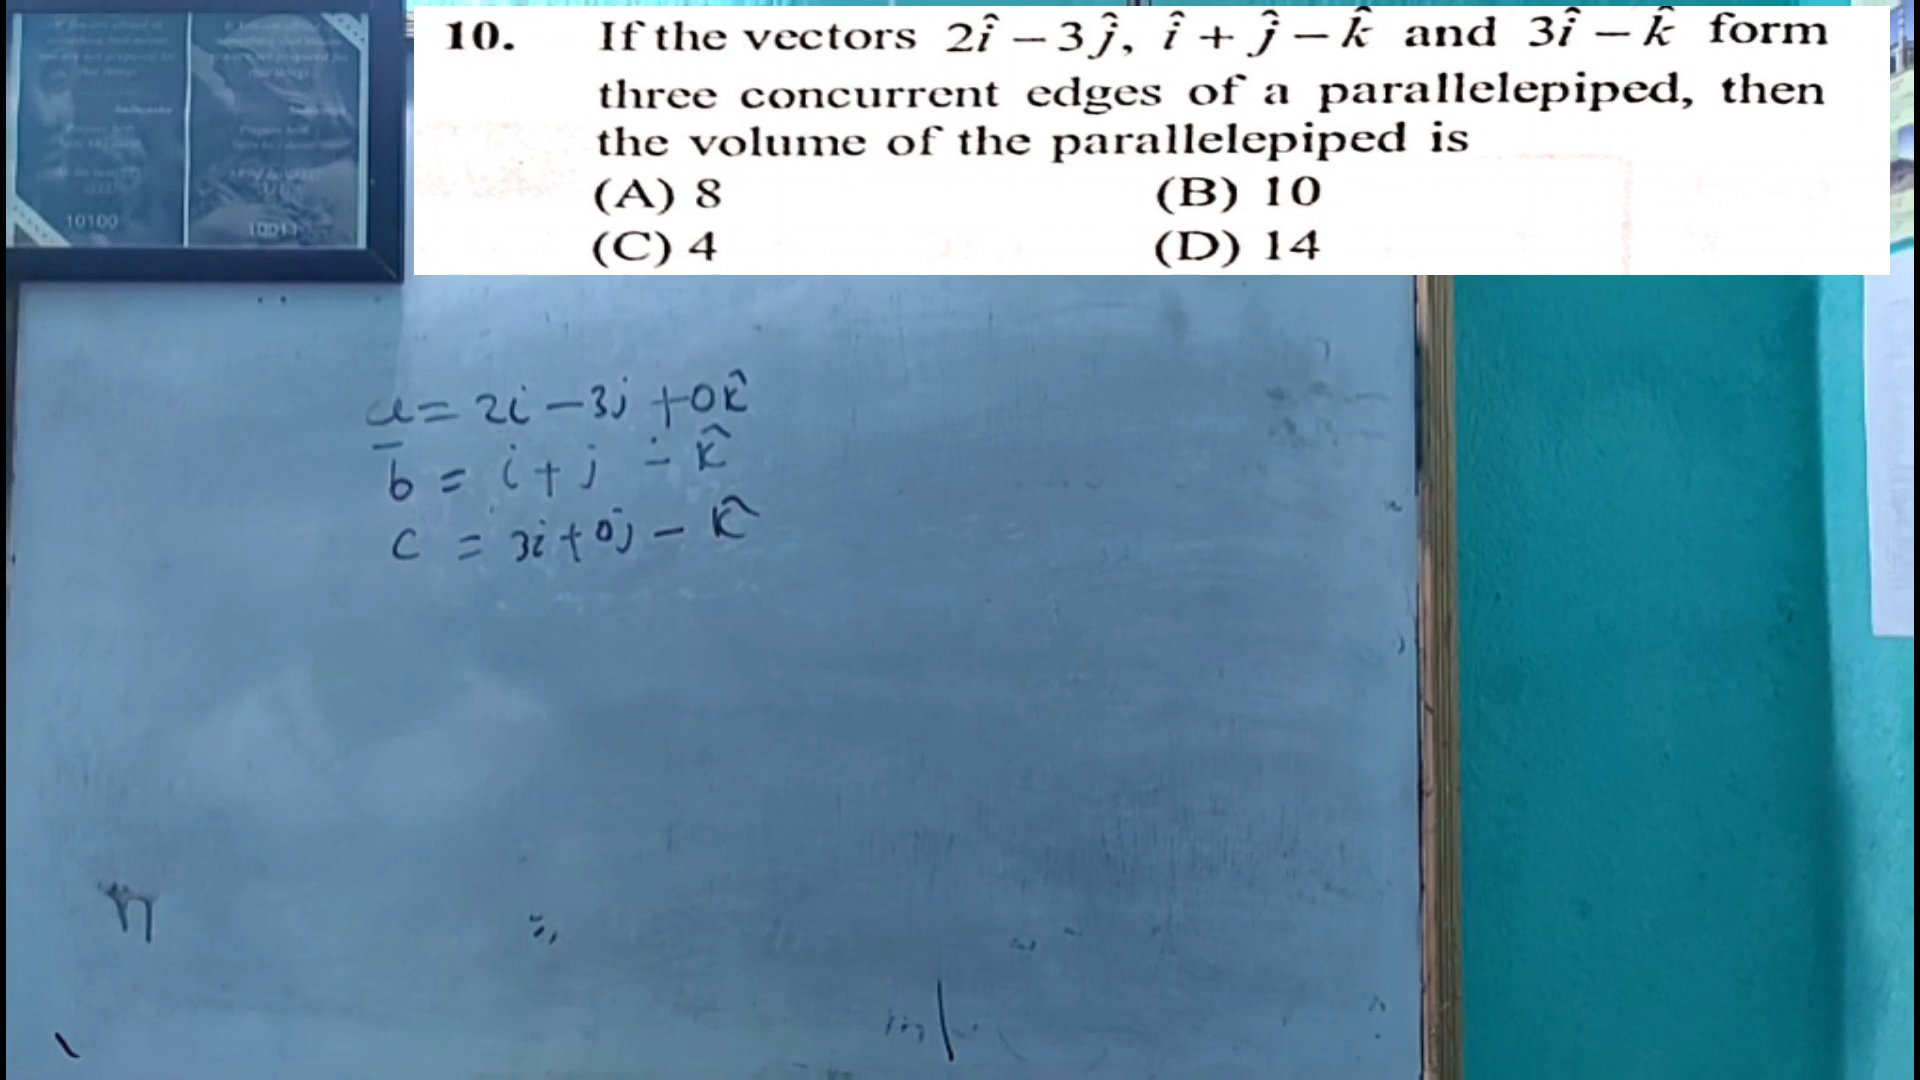 10. If the vectors 2î – 3ĵ, î + ĵ – k̂ and 3î – k̂ form
three concurrent edges of a parallelepiped, then
the volume of the parallelepiped is
(A) 8 (B) 10
(C) 4 (D) 14
10100
a = 2i – 3j + 0k̂
b̄ = i + j – k̂
c = 3i + 0j – k̂